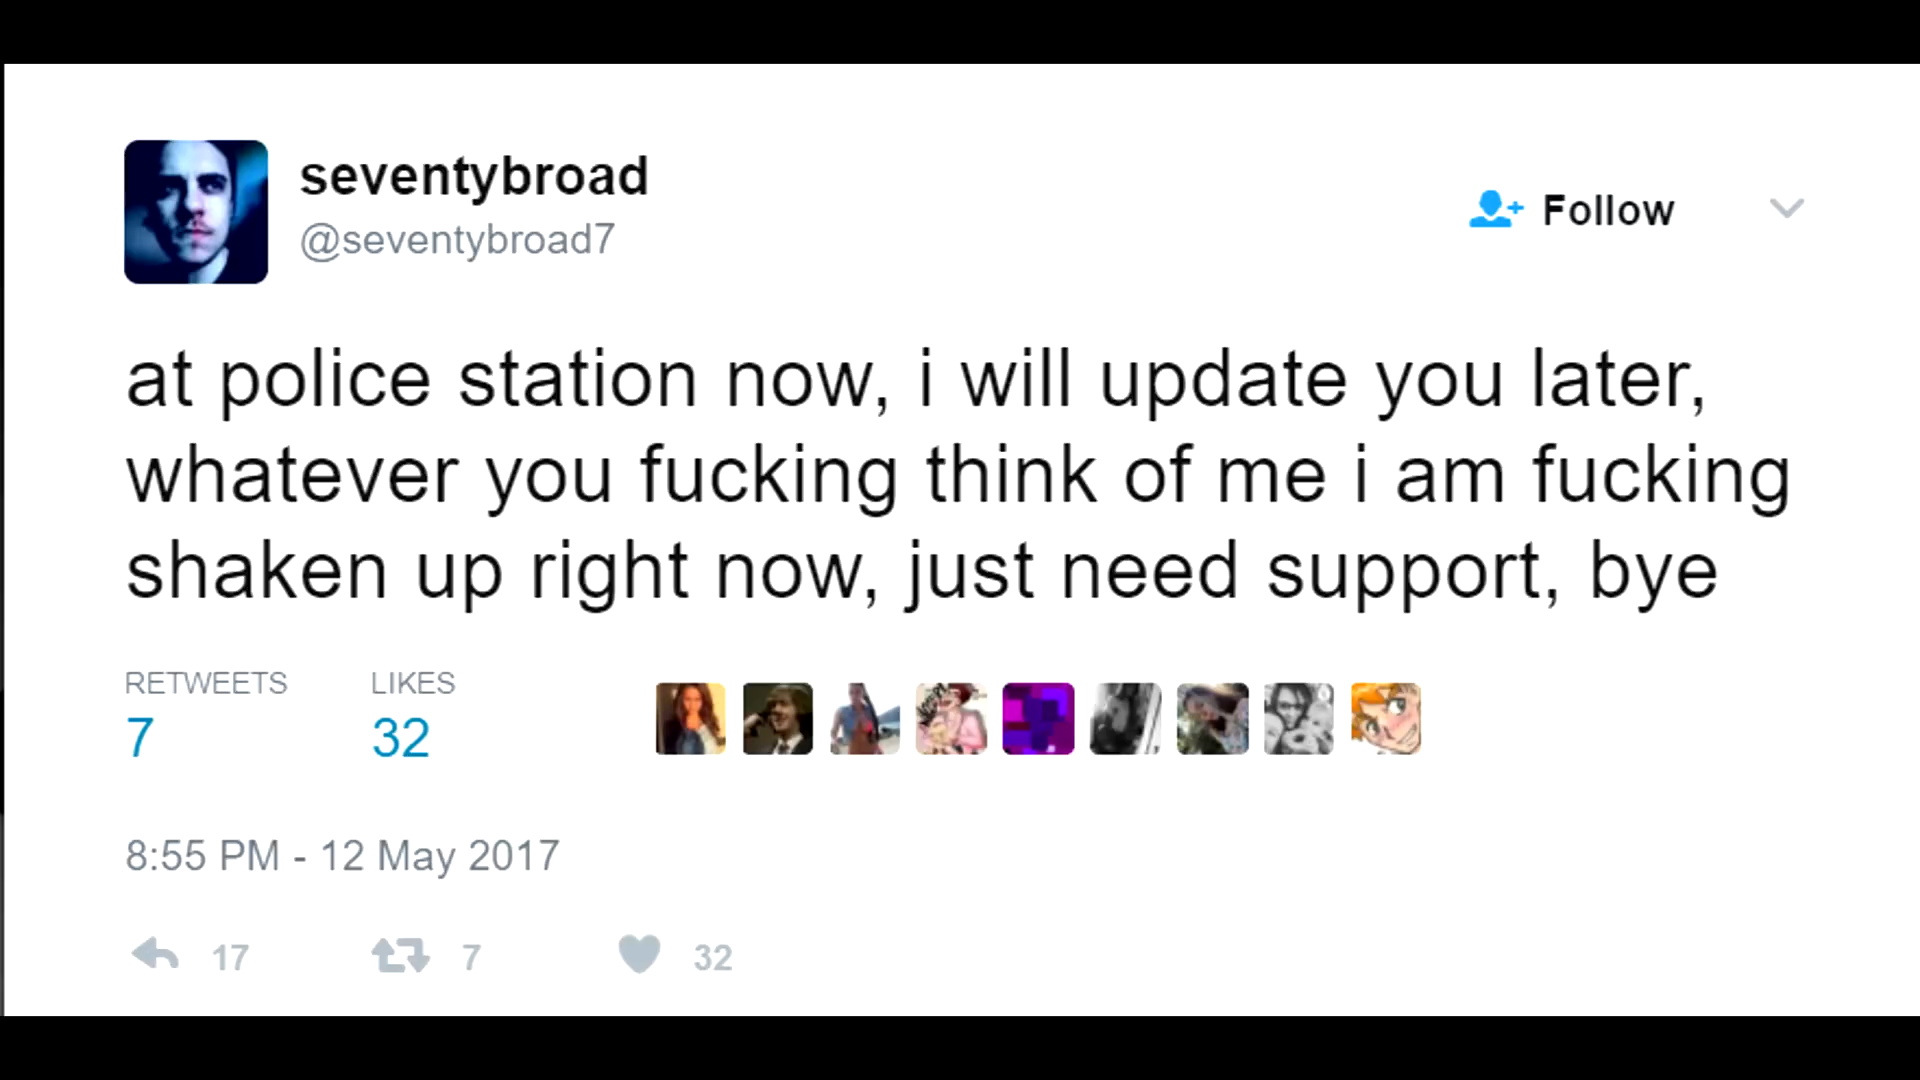 seventybroad
@seventybroad7
Follow
at police station now, i will update you later,
whatever you fucking think of me i am fucking
shaken up right now, just need support, bye
RETWEETS LIKES
7 32
8:55 PM - 12 May 2017
17 7 32